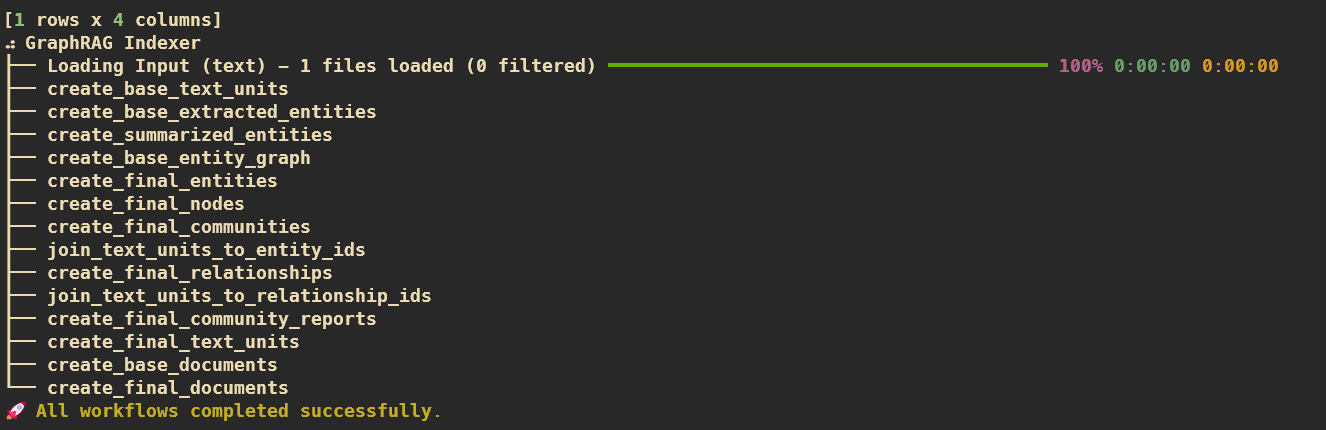 [1 rows x 4 columns]
GraphRAG Indexer
├── Loading Input (text) - 1 files loaded (0 filtered) ━━━━━━━━━━━━━━━━━━━━━━━━━━━━━━━━━━━━━━━━ 100% 0:00:00 0:00:00
├── create_base_text_units
├── create_base_extracted_entities
├── create_summarized_entities
├── create_base_entity_graph
├── create_final_entities
├── create_final_nodes
├── create_final_communities
├── join_text_units_to_entity_ids
├── create_final_relationships
├── join_text_units_to_relationship_ids
├── create_final_community_reports
├── create_final_text_units
├── create_base_documents
└── create_final_documents
🚀 All workflows completed successfully.